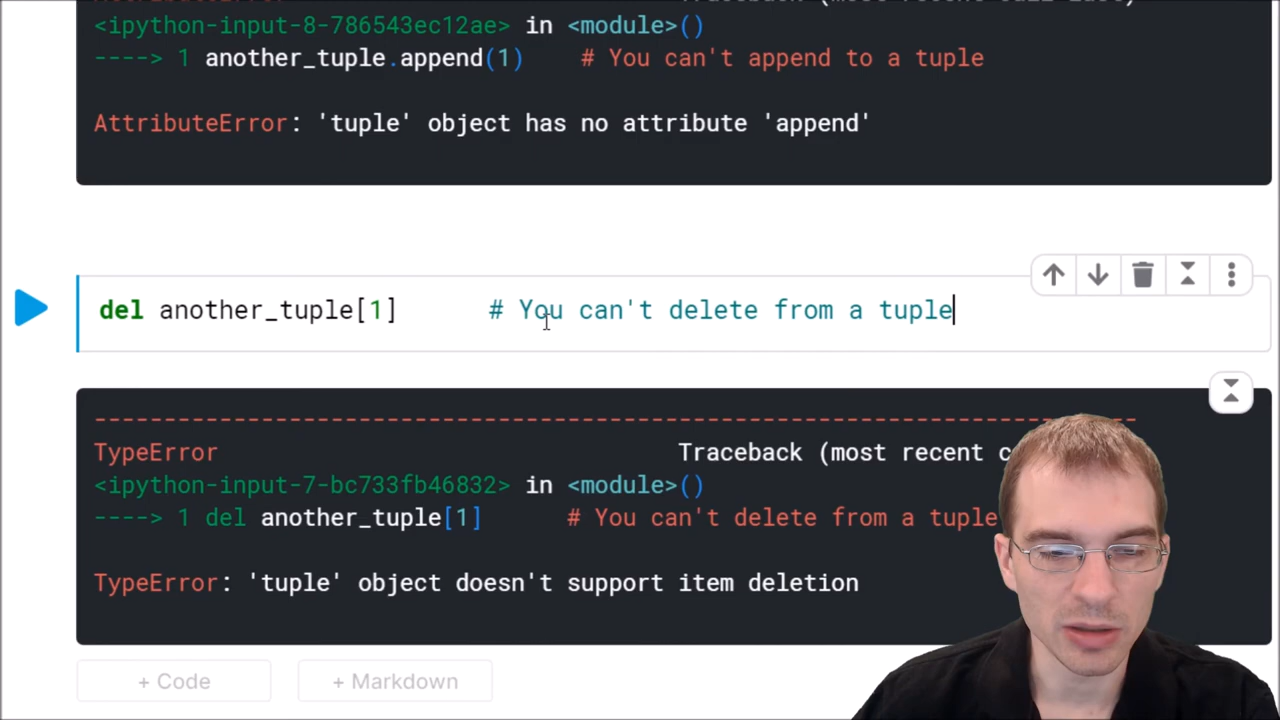 <ipython-input-8-786543ec12ae> in <module>()
----> 1 another_tuple.append(1)    # You can't append to a tuple
AttributeError: 'tuple' object has no attribute 'append'
del another_tuple[1]      # You can't delete from a tuple
---------------------------------------------------------------------------
TypeError                                 Traceback (most recent
<ipython-input-7-bc733fb46832> in <module>()
----> 1 del another_tuple[1]      # You can't delete from a tuple
TypeError: 'tuple' object doesn't support item deletion
+ Code
+ Markdown